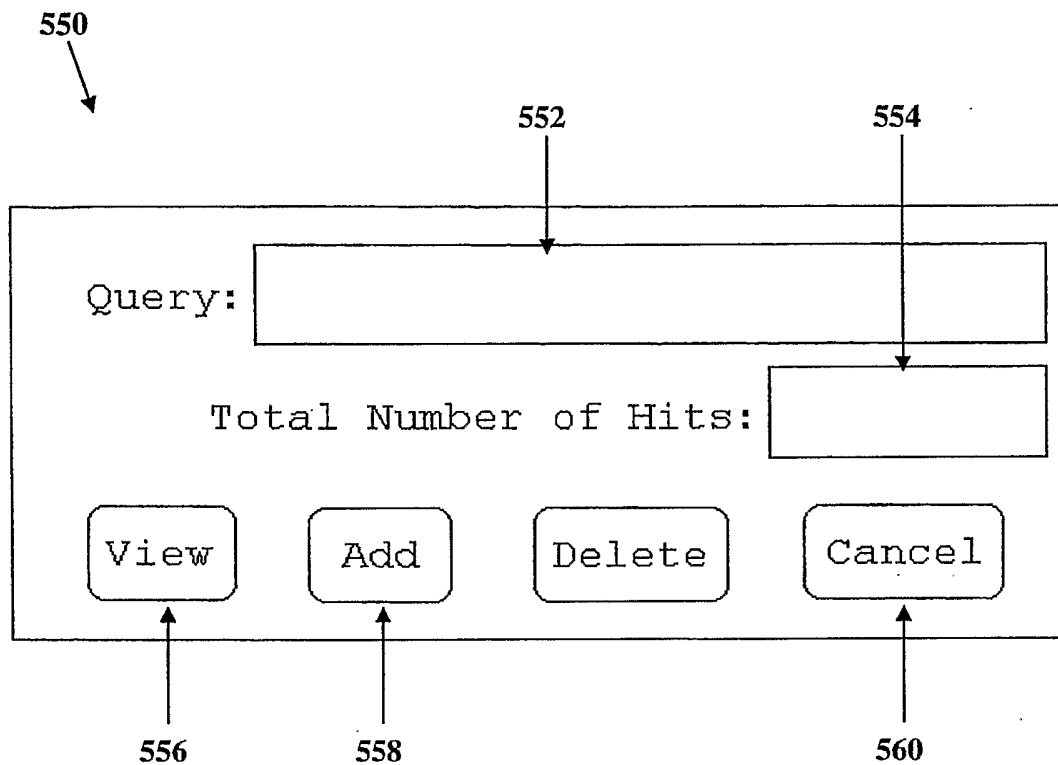 550
552 554
Query:
Total Number of Hits:
View Add Delete Cancel
556 558 560